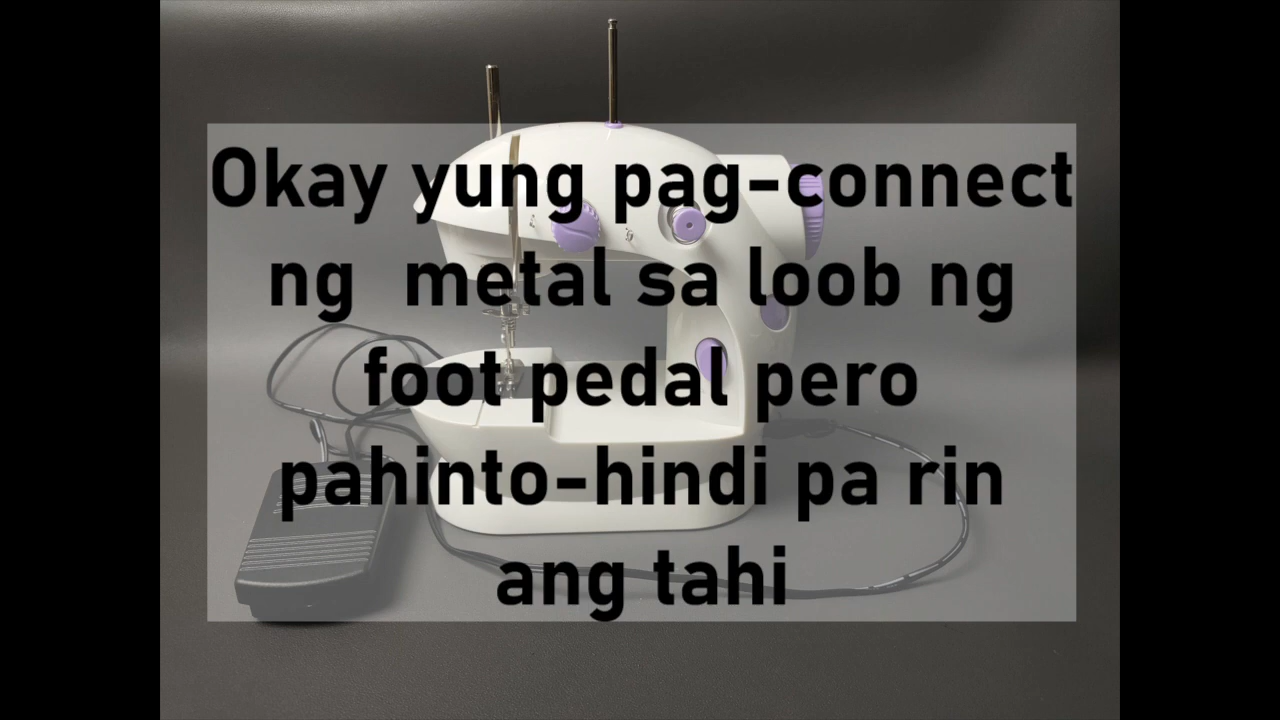 Okay yung pag-connect
ng metal sa loob ng
foot pedal pero
pahinto-hindi pa rin
ang tahi